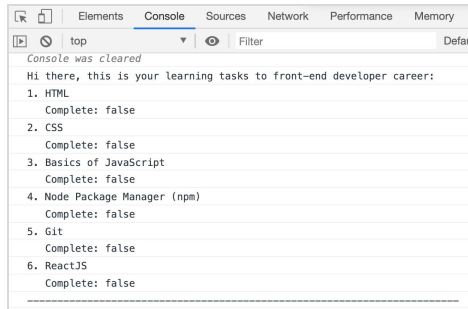 Elements Console Sources Network Performance Memory
top Filter Defau
Console was cleared
Hi there, this is your learning tasks to front-end developer career:
1. HTML
Complete: false
2. CSS
Complete: false
3. Basics of JavaScript
Complete: false
4. Node Package Manager (npm)
Complete: false
5. Git
Complete: false
6. ReactJS
Complete: false
------------------------------------------------------------------------